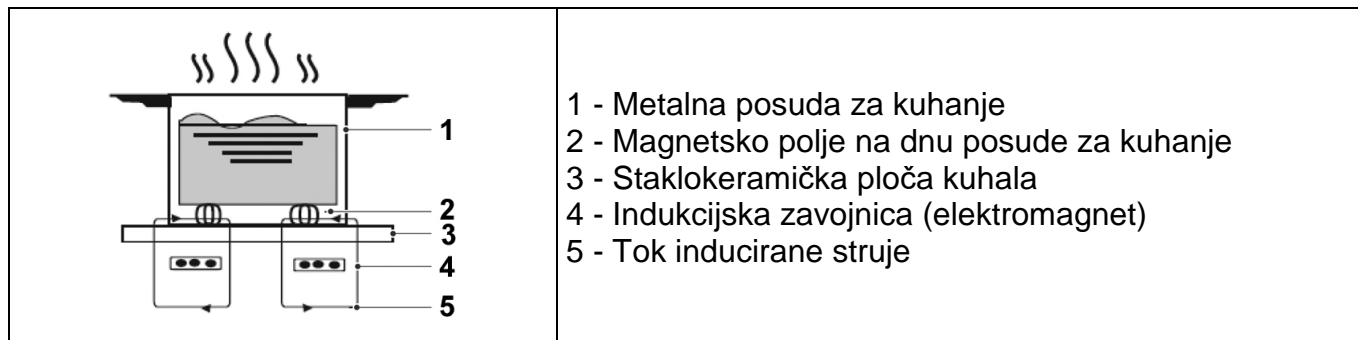 1
2
3
4
5
1 - Metalna posuda za kuhanje
2 - Magnetsko polje na dnu posude za kuhanje
3 - Staklokeramička ploča kuhala
4 - Indukcijska zavojnica (elektromagnet)
5 - Tok inducirane struje